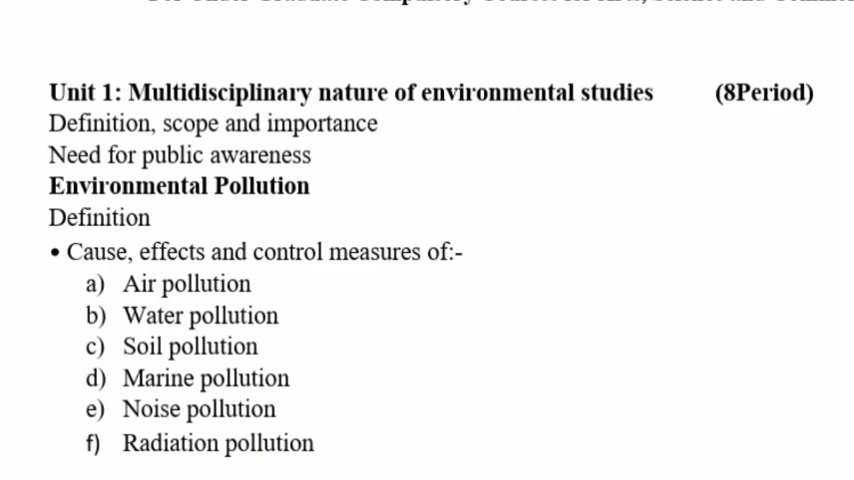 Unit 1: Multidisciplinary nature of environmental studies (8Period)
Definition, scope and importance
Need for public awareness
Environmental Pollution
Definition
• Cause, effects and control measures of:-
a) Air pollution
b) Water pollution
c) Soil pollution
d) Marine pollution
e) Noise pollution
f) Radiation pollution